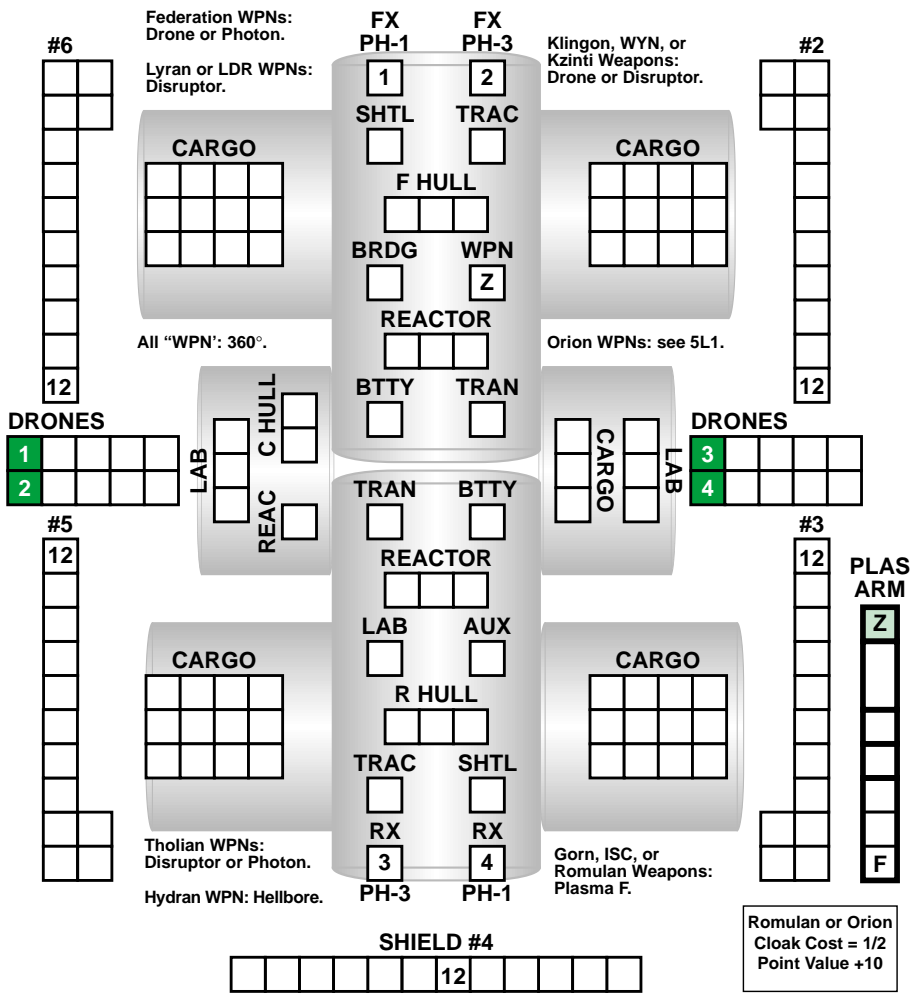 Federation WPNs:
Drone or Photon.
Lyran or LDR WPNs:
Disruptor.
FX
PH-1
FX
PH-3
Klingon, WYN, or
Kzinti Weapons:
Drone or Disruptor.
#6
#2
1
2
SHTL
TRAC
CARGO
CARGO
F HULL
BRDG
WPN
Z
REACTOR
All “WPN’: 360°.
Orion WPNs: see 5L1.
12
12
BTTY
TRAN
DRONES
1
2
LAB
C HULL
REAC
CARGO
LAB
DRONES
3
4
TRAN
BTTY
#5
12
#3
12
REACTOR
PLAS
ARM
Z
F
LAB
AUX
CARGO
CARGO
R HULL
TRAC
SHTL
RX
3
PH-3
RX
4
PH-1
Tholian WPNs:
Disruptor or Photon.
Hydran WPN: Hellbore.
Gorn, ISC, or
Romulan Weapons:
Plasma F.
SHIELD #4
12
Romulan or Orion
Cloak Cost = 1/2
Point Value +10